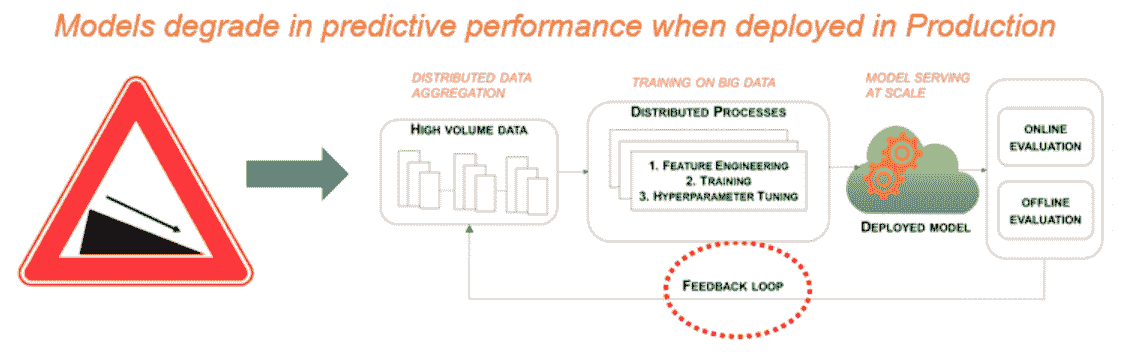 Models degrade in predictive performance when deployed in Production
DISTRIBUTED DATA
AGGREGATION
TRAINING ON BIG DATA
MODEL SERVING
AT SCALE
HIGH VOLUME DATA
DISTRIBUTED PROCESSES
1. FEATURE ENGINEERING
2. TRAINING
3. HYPERPARAMETER TUNING
DEPLOYED MODEL
ONLINE
EVALUATION
OFFLINE
EVALUATION
FEEDBACK LOOP